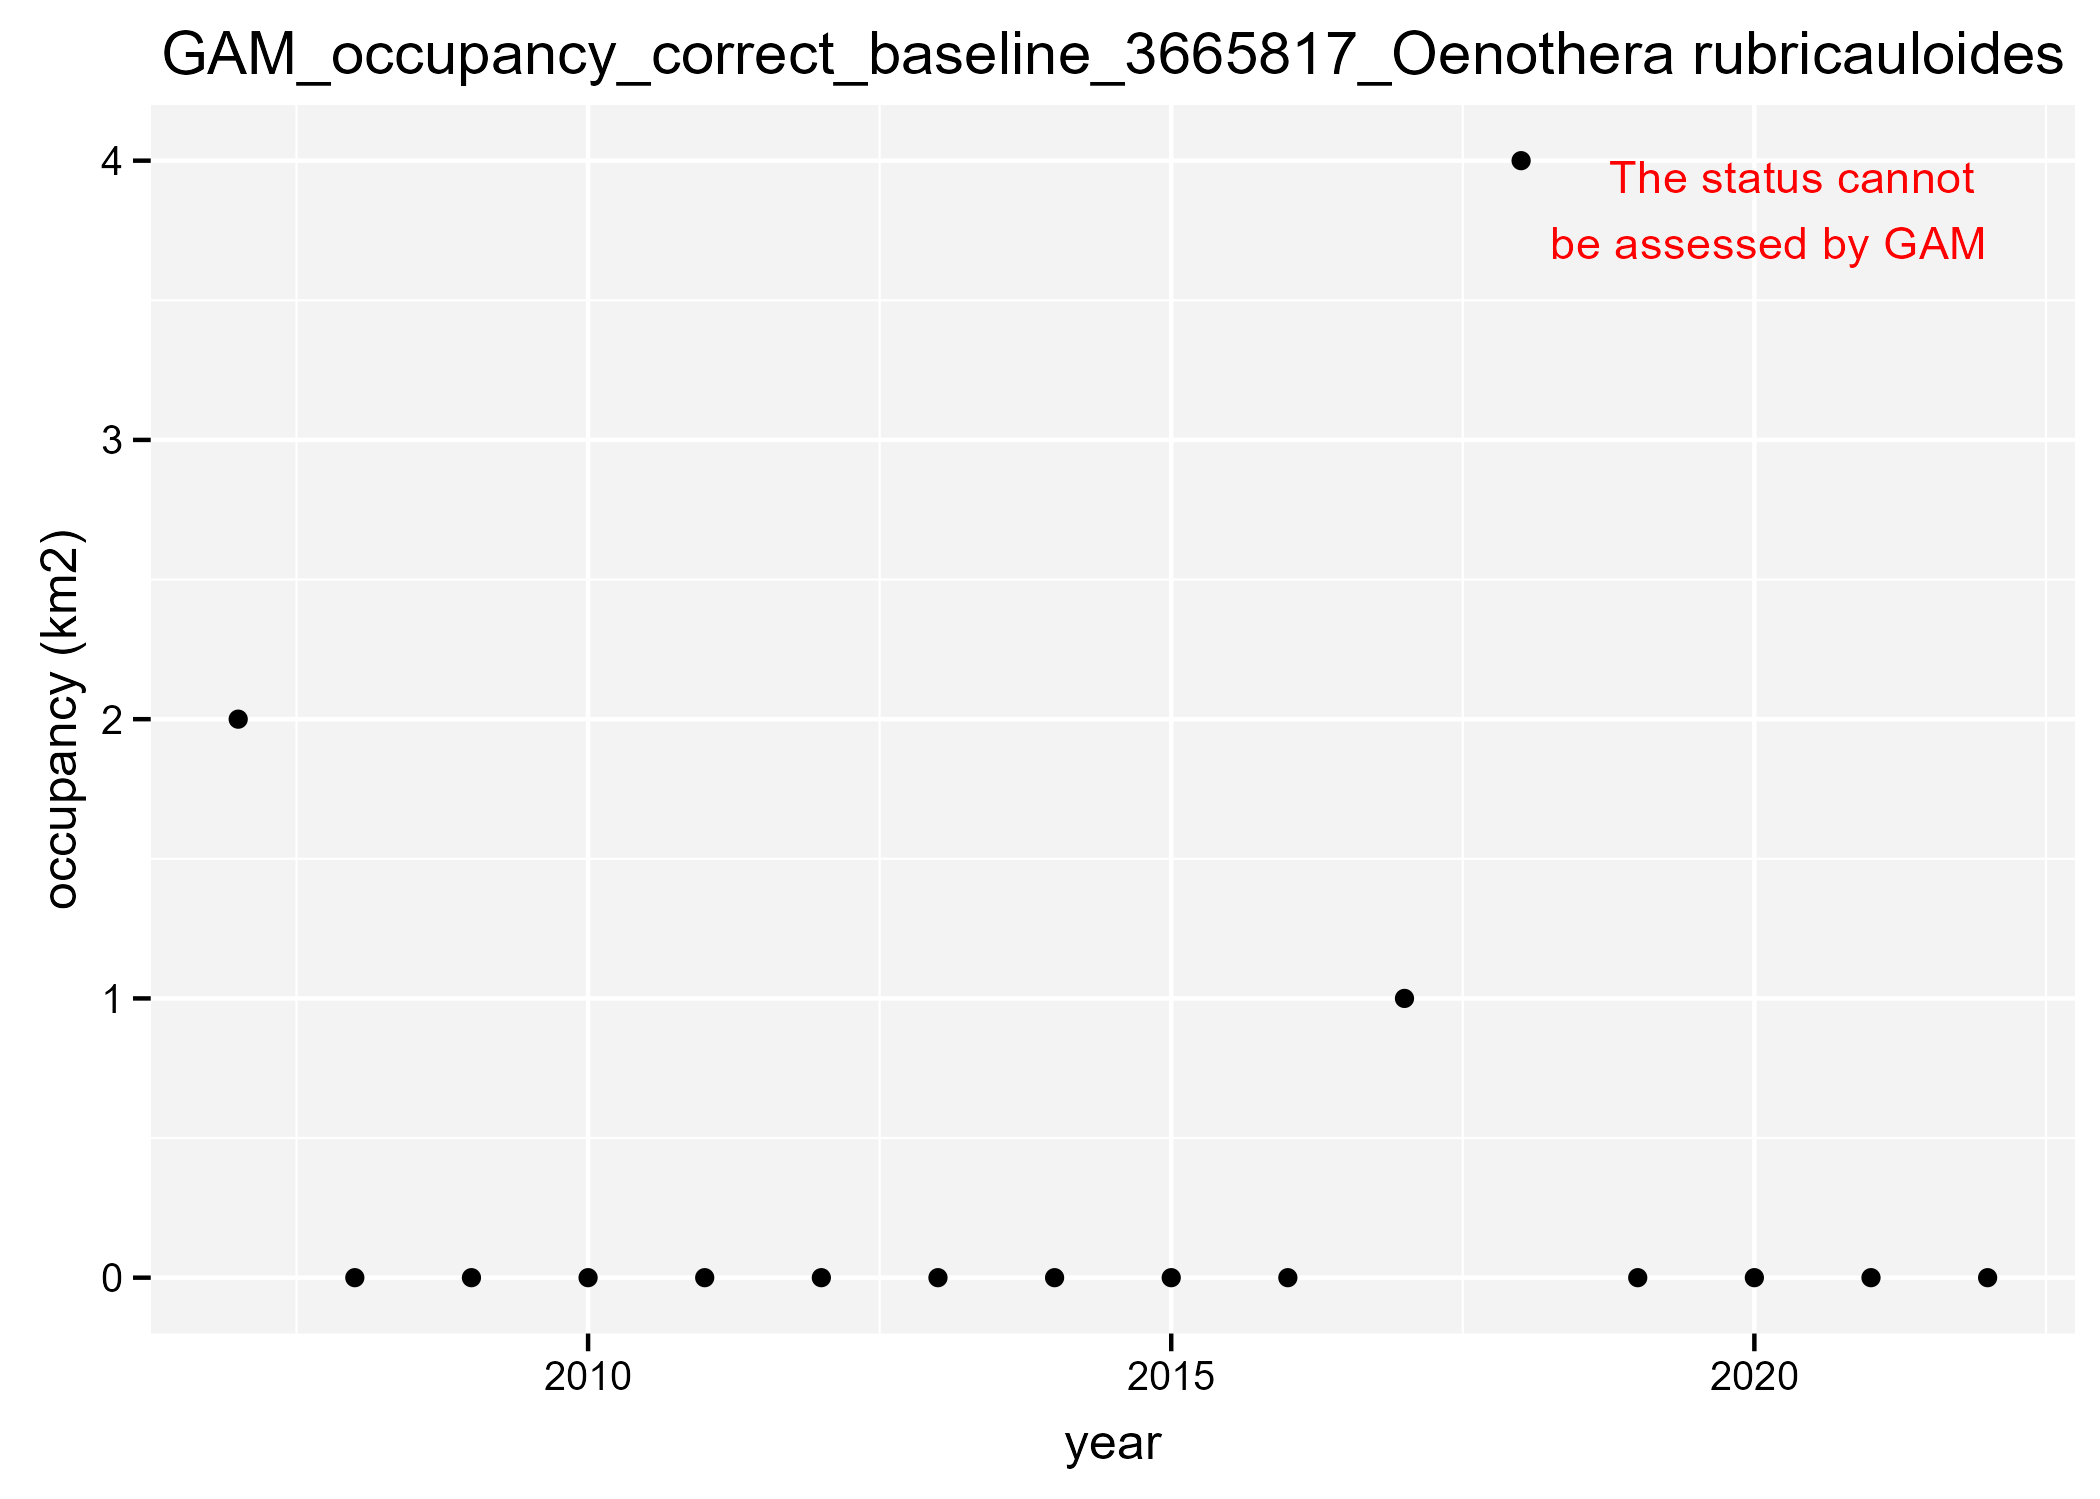 GAM_occupancy_correct_baseline_3665817_Oenothera rubricauloides
The status cannot
be assessed by GAM
4
3
2
1
0
occupancy (km2)
2010
2015
2020
year